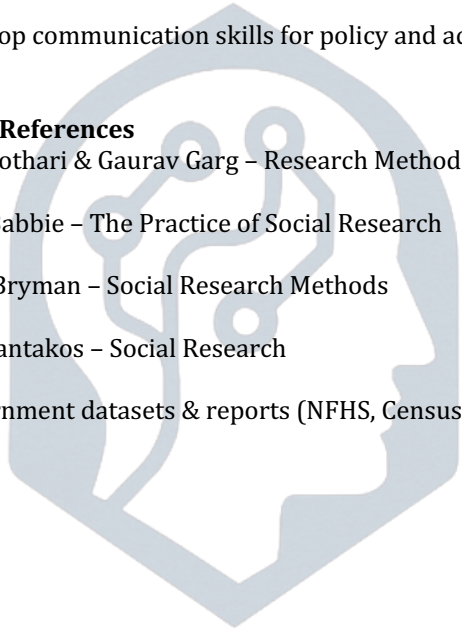 op communication skills for policy and ac
References
othari & Gaurav Garg – Research Method
abbie – The Practice of Social Research
Bryman – Social Research Methods
antakos – Social Research
rnment datasets & reports (NFHS, Census